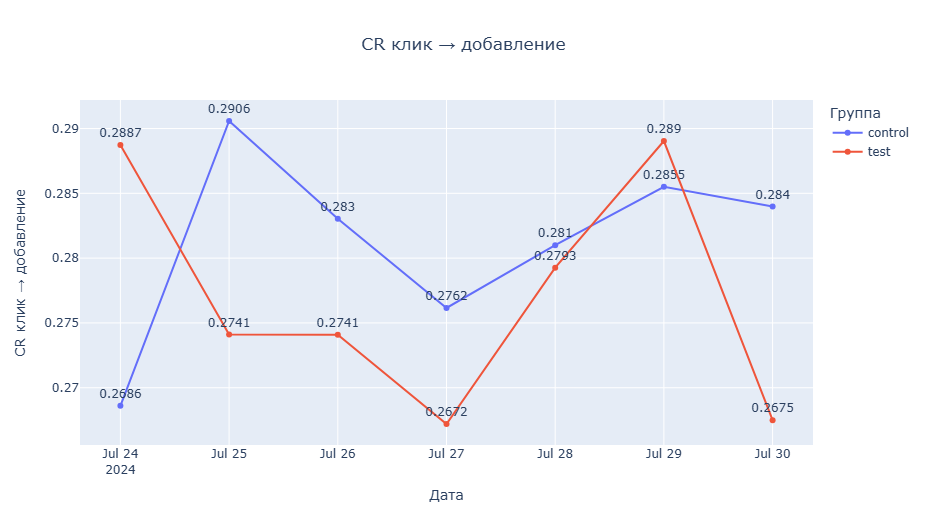 CR клик → добавление
Группа
control
test
CR клик → добавление
0.29
0.285
0.28
0.275
0.27
0.2906
0.2887
0.289
0.2855
0.284
0.283
0.281
0.2793
0.2762
0.2741
0.2741
0.2686
0.2672
0.2675
Jul 24
2024
Jul 25
Jul 26
Jul 27
Jul 28
Jul 29
Jul 30
Дата